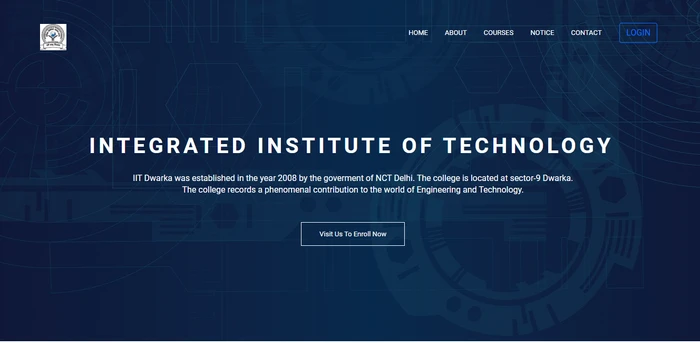 HOME ABOUT COURSES NOTICE CONTACT LOGIN
INTEGRATED INSTITUTE OF TECHNOLOGY
IIT Dwarka was established in the year 2008 by the goverment of NCT Delhi. The college is located at sector-9 Dwarka.
The college records a phenomenal contribution to the world of Engineering and Technology.
Visit Us To Enroll Now